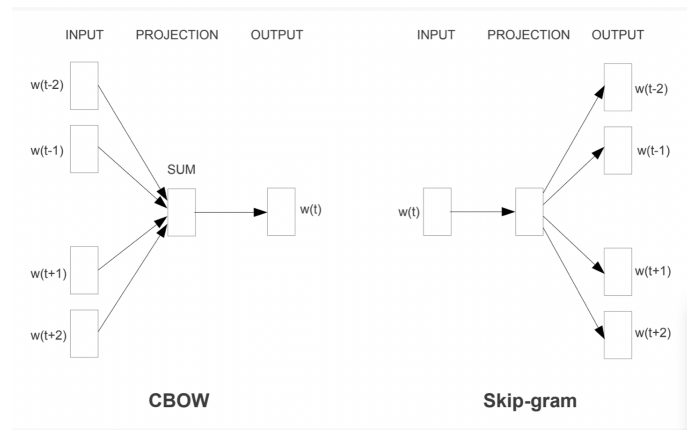 INPUT PROJECTION OUTPUT
w(t-2)
w(t-1)
SUM
w(t)
w(t+1)
w(t+2)
CBOW
INPUT PROJECTION OUTPUT
w(t-2)
w(t-1)
w(t)
w(t+1)
w(t+2)
Skip-gram